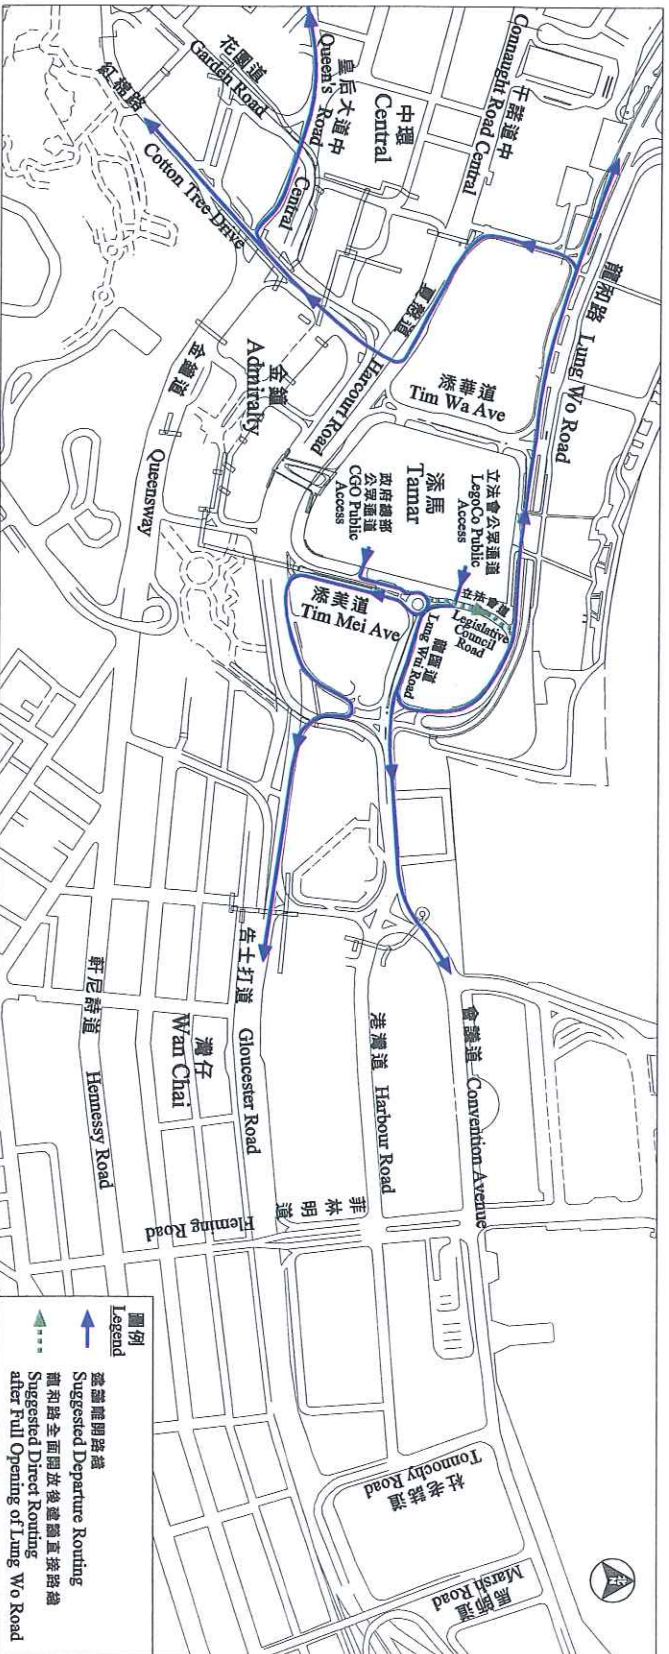 花園道
Garden Road
紅棉路
Cotton Tree Drive
皇后大道中
Queen's Road Central
中環
Central
干諾道中
Connaught Road Central
夏慤道
Harcourt Road
龍和路 Lung Wo Road
添華道
Tim Wa Ave
金鐘
Admiralty
金鐘道
Queensway
添馬
Tamar
立法會公眾通道
LegoCo Public
Access
政府總部
公眾通道
CGO Public
Access
立法會道
Legislative
Council
Road
龍匯道
Lung Wui Road
添美道
Tim Mei Ave
告士打道 Gloucester Road
灣仔
Wan Chai
軒尼詩道 Hennessy Road
港灣道 Harbour Road
會議道 Convention Avenue
菲林明道
Fleming Road
杜老誌道
Tonnochy Road
馬師道
Marsh Road
北N
圖例
Legend
建議離開路線
Suggested Departure Routing
龍和路全面開放後建議直接路線
Suggested Direct Routing
after Full Opening of Lung Wo Road